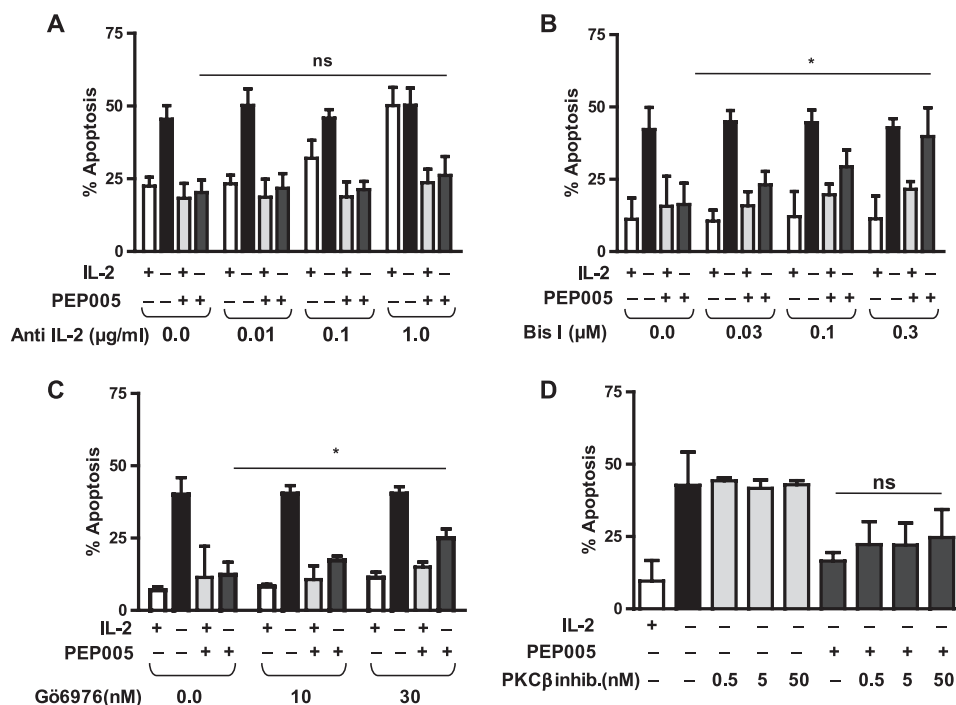 A
75
50
25
0
% Apoptosis
ns
IL-2 + – + – + – + – + – + – + – + –
PEP005 – – + + – – + + – – + + – – + +
Anti IL-2 (µg/ml) 0.0 0.01 0.1 1.0
B
75
50
25
0
% Apoptosis
*
IL-2 + – + – + – + – + – + – + – + –
PEP005 – – + + – – + + – – + + – – + +
Bis I (µM) 0.0 0.03 0.1 0.3
C
75
50
25
0
% Apoptosis
*
IL-2 + – + – + – + – + – + –
PEP005 – – + + – – + + – – + +
Gö6976(nM) 0.0 10 30
D
75
50
25
0
% Apoptosis
ns
IL-2 + – – – – – – – –
PEP005 – – – – – + + + +
PKCβinhib.(nM) – – 0.5 5 50 – 0.5 5 50